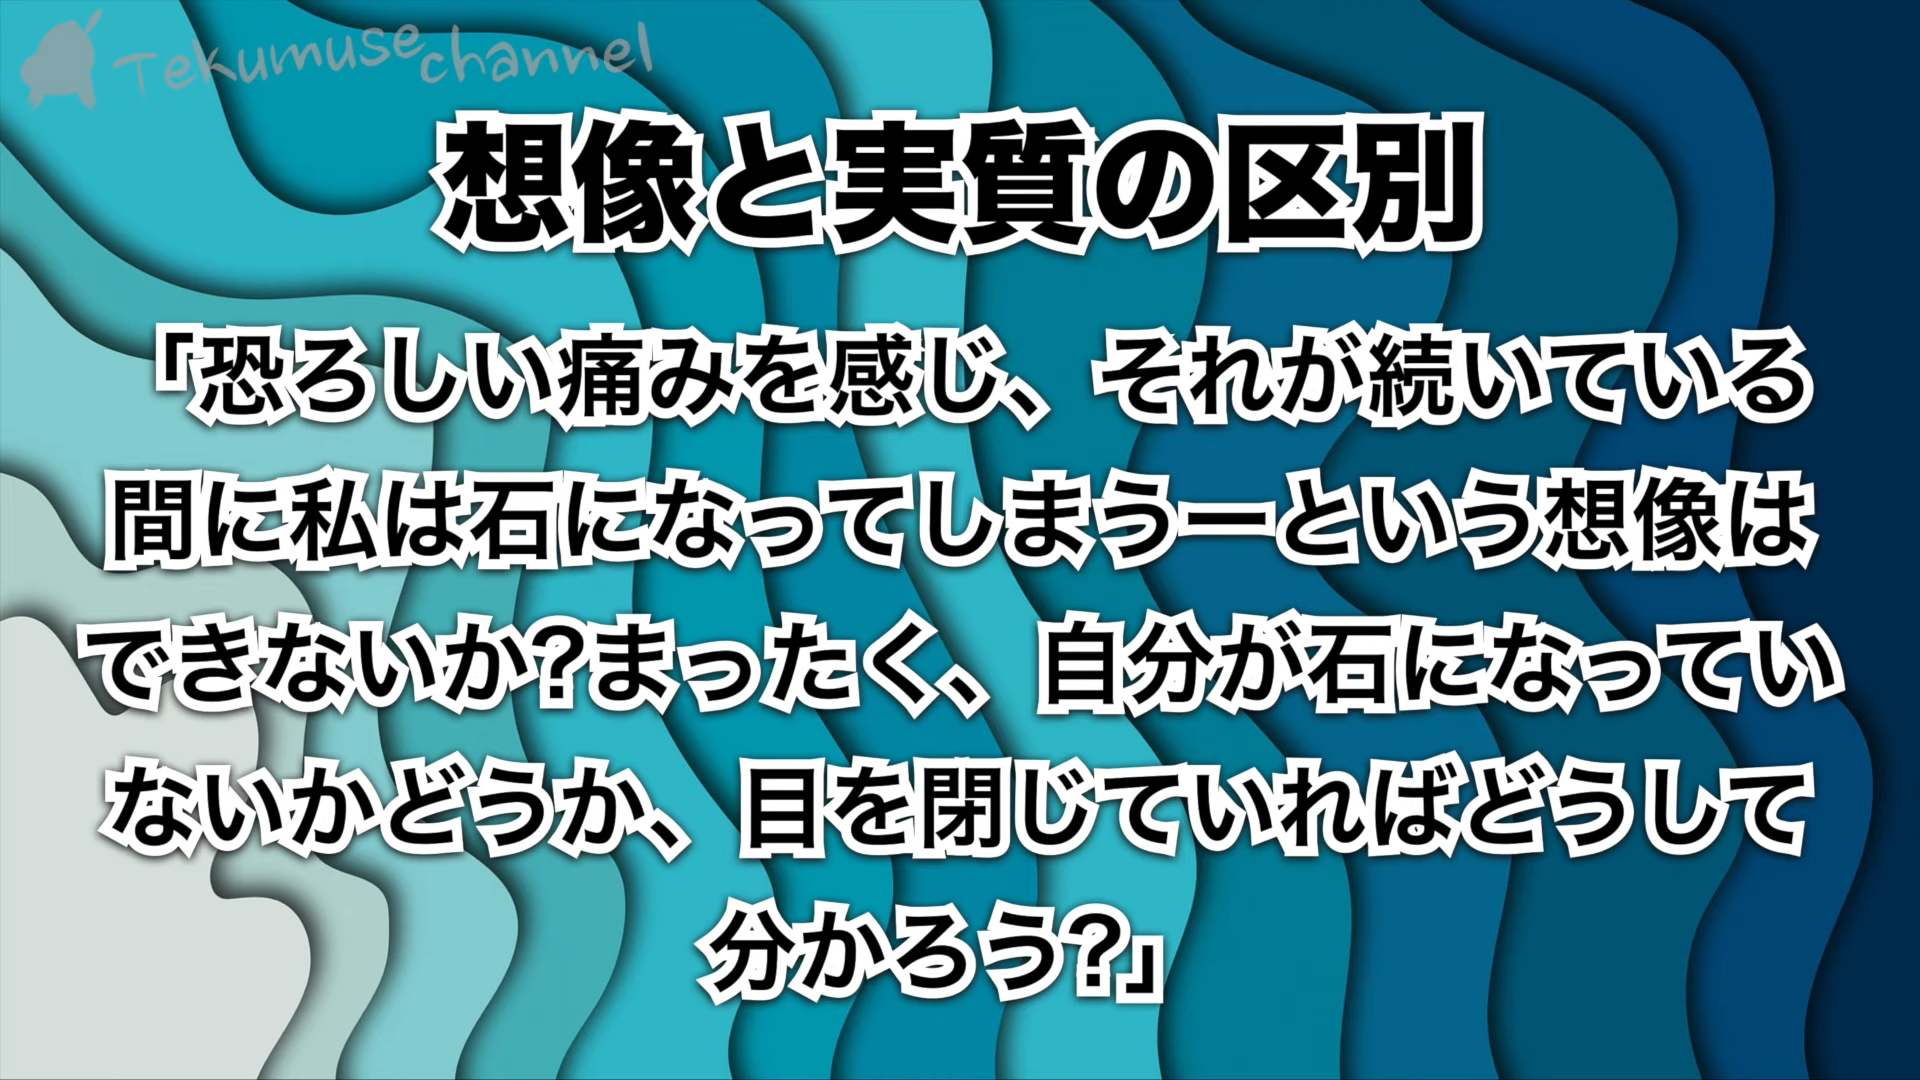 Tekumuse channel
想像と実質の区別
「恐ろしい痛みを感じ、それが続いている
間に私は石になってしまうーという想像は
できないか?まったく、自分が石になってい
ないかどうか、目を閉じていればどうして
分かろう?」